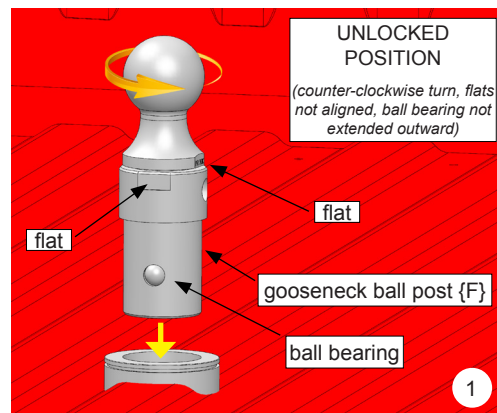 UNLOCKED
POSITION
(counter-clockwise turn, flats
not aligned, ball bearing not
extended outward)
flat
flat
gooseneck ball post {F}
ball bearing
1